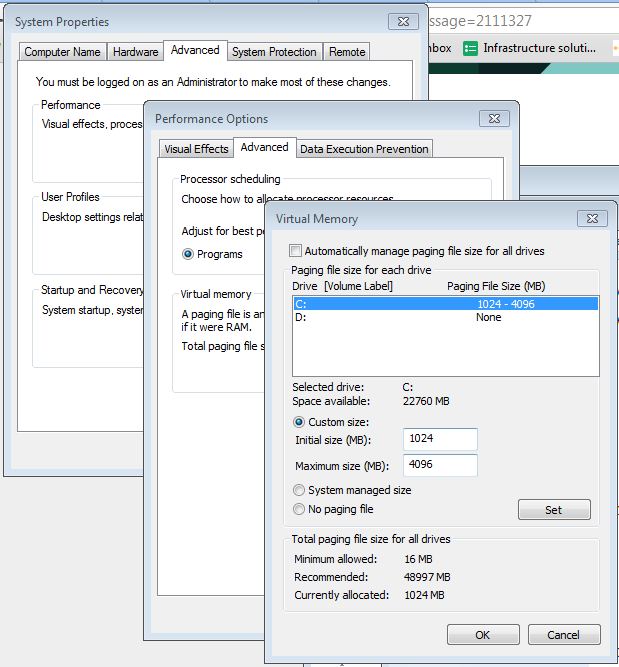 System Properties
ssage=2111327
Computer Name Hardware Advanced System Protection Remote
nbox Infrastructure soluti...
You must be logged on as an Administrator to make most of these changes.
Performance
Visual effects, proces
User Profiles
Desktop settings relat
Startup and Recovery
System startup, system
Performance Options
Visual Effects Advanced Data Execution Prevention
Processor scheduling
Choose how to allocate processor resources
Adjust for best pe
Programs
Virtual memory
A paging file is an
if it were RAM.
Total paging file s
Virtual Memory
Automatically manage paging file size for all drives
Paging file size for each drive
Drive [Volume Label] Paging File Size (MB)
C: 1024 - 4096
D: None
Selected drive: C:
Space available: 22760 MB
Custom size:
Initial size (MB): 1024
Maximum size (MB): 4096
System managed size
No paging file
Set
Total paging file size for all drives
Minimum allowed: 16 MB
Recommended: 48997 MB
Currently allocated: 1024 MB
OK Cancel